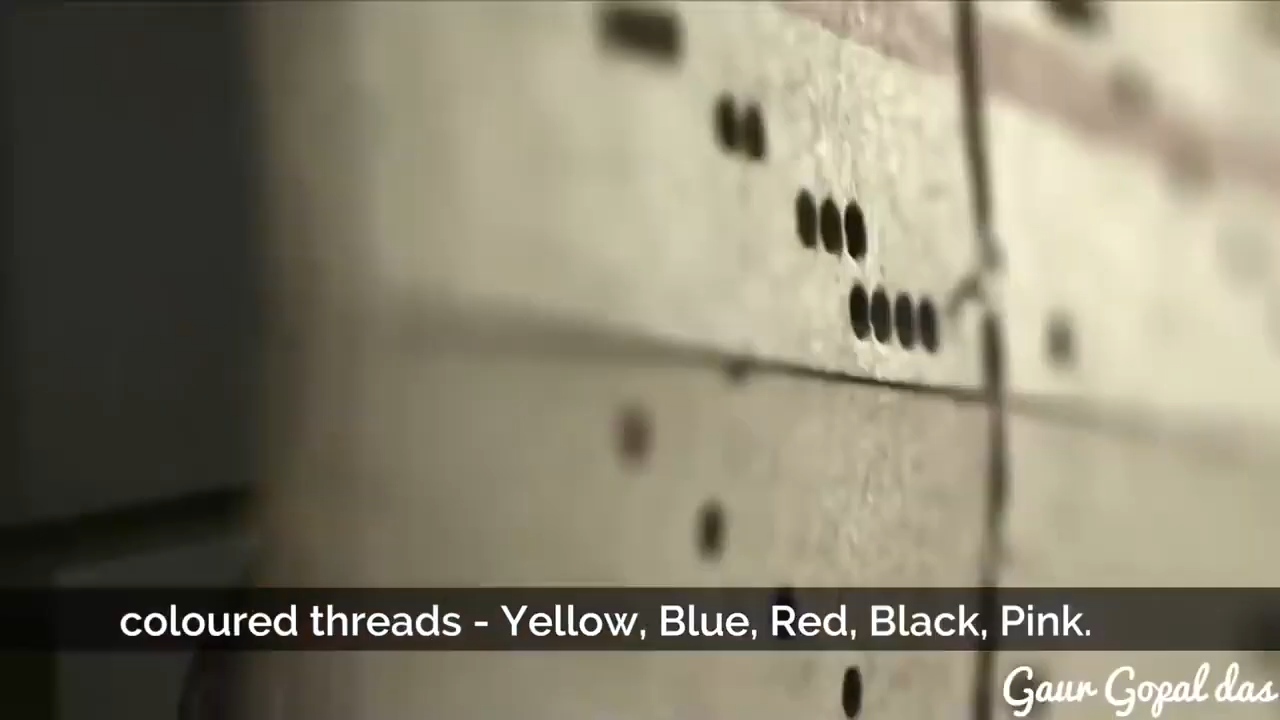 coloured threads - Yellow, Blue, Red, Black, Pink.
Gaur Gopal das